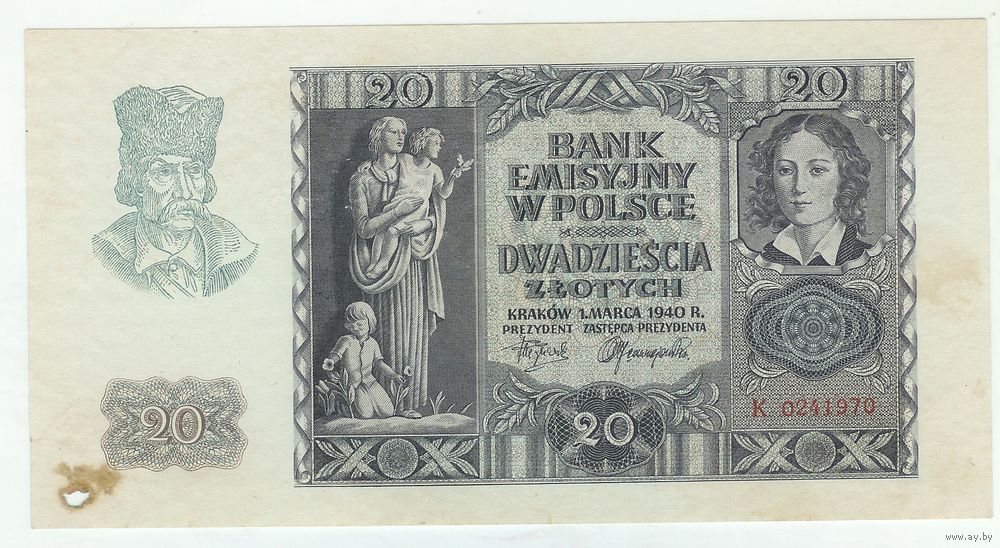 20
20
BANK
EMISYJNY
W POLSCE
DWADZIEŚCIA
ZŁOTYCH
KRAKÓW 1. MARCA 1940 R.
PREZYDENT ZASTĘPCA PREZYDENTA
K 0241970
20
20
www.ay.by